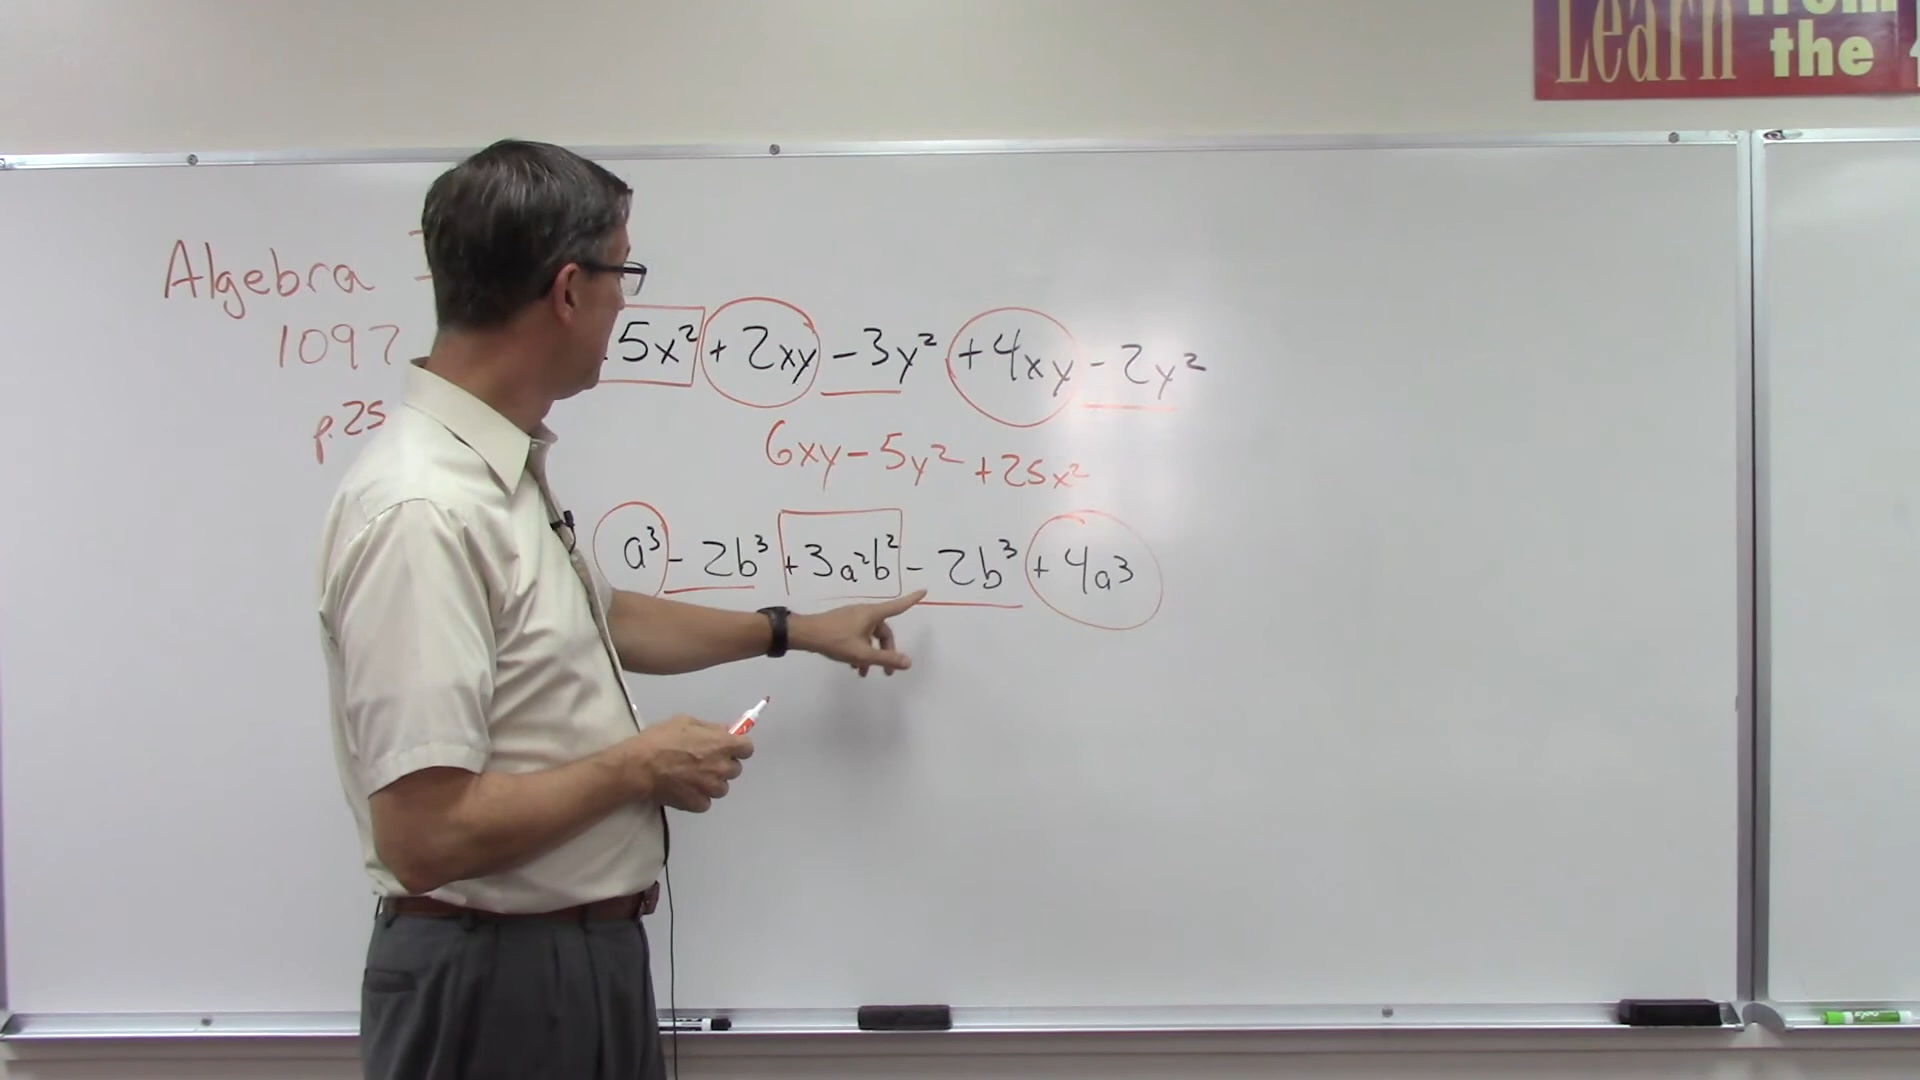 Learn from
the
Algebra
1097
p.25
5x² + 2xy - 3y² + 4xy - 2y²
6xy - 5y² + 25x²
a³ - 2b³ + 3a²b² - 2b³ + 4a³